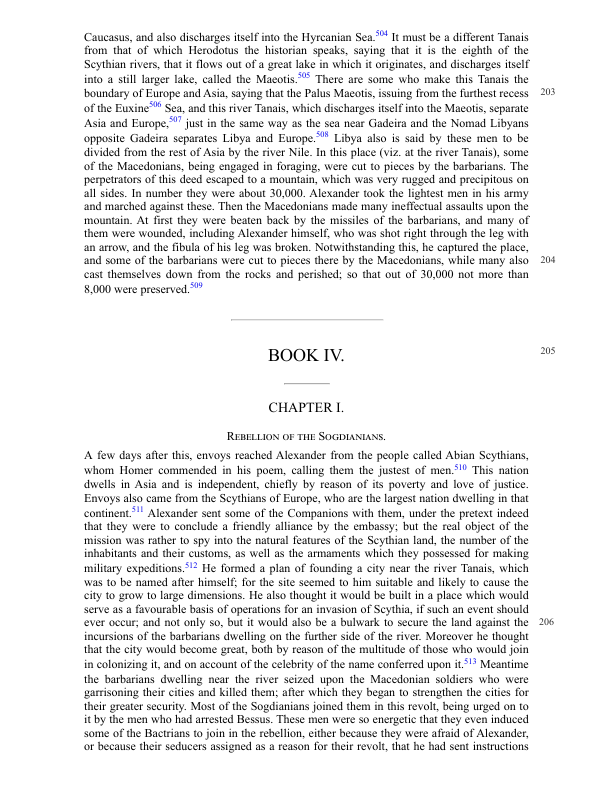 Caucasus, and also discharges itself into the Hyrcanian Sea.504 It must be a different Tanais
from that of which Herodotus the historian speaks, saying that it is the eighth of the
Scythian rivers, that it flows out of a great lake in which it originates, and discharges itself
into a still larger lake, called the Maeotis.505 There are some who make this Tanais the
boundary of Europe and Asia, saying that the Palus Maeotis, issuing from the furthest recess 203
of the Euxine506 Sea, and this river Tanais, which discharges itself into the Maeotis, separate
Asia and Europe,507 just in the same way as the sea near Gadeira and the Nomad Libyans
opposite Gadeira separates Libya and Europe.508 Libya also is said by these men to be
divided from the rest of Asia by the river Nile. In this place (viz. at the river Tanais), some
of the Macedonians, being engaged in foraging, were cut to pieces by the barbarians. The
perpetrators of this deed escaped to a mountain, which was very rugged and precipitous on
all sides. In number they were about 30,000. Alexander took the lightest men in his army
and marched against these. Then the Macedonians made many ineffectual assaults upon the
mountain. At first they were beaten back by the missiles of the barbarians, and many of
them were wounded, including Alexander himself, who was shot right through the leg with
an arrow, and the fibula of his leg was broken. Notwithstanding this, he captured the place,
and some of the barbarians were cut to pieces there by the Macedonians, while many also 204
cast themselves down from the rocks and perished; so that out of 30,000 not more than
8,000 were preserved.509
BOOK IV. 205
CHAPTER I.
Rebellion of the Sogdianians.
A few days after this, envoys reached Alexander from the people called Abian Scythians,
whom Homer commended in his poem, calling them the justest of men.510 This nation
dwells in Asia and is independent, chiefly by reason of its poverty and love of justice.
Envoys also came from the Scythians of Europe, who are the largest nation dwelling in that
continent.511 Alexander sent some of the Companions with them, under the pretext indeed
that they were to conclude a friendly alliance by the embassy; but the real object of the
mission was rather to spy into the natural features of the Scythian land, the number of the
inhabitants and their customs, as well as the armaments which they possessed for making
military expeditions.512 He formed a plan of founding a city near the river Tanais, which
was to be named after himself; for the site seemed to him suitable and likely to cause the
city to grow to large dimensions. He also thought it would be built in a place which would
serve as a favourable basis of operations for an invasion of Scythia, if such an event should
ever occur; and not only so, but it would also be a bulwark to secure the land against the 206
incursions of the barbarians dwelling on the further side of the river. Moreover he thought
that the city would become great, both by reason of the multitude of those who would join
in colonizing it, and on account of the celebrity of the name conferred upon it.513 Meantime
the barbarians dwelling near the river seized upon the Macedonian soldiers who were
garrisoning their cities and killed them; after which they began to strengthen the cities for
their greater security. Most of the Sogdianians joined them in this revolt, being urged on to
it by the men who had arrested Bessus. These men were so energetic that they even induced
some of the Bactrians to join in the rebellion, either because they were afraid of Alexander,
or because their seducers assigned as a reason for their revolt, that he had sent instructions